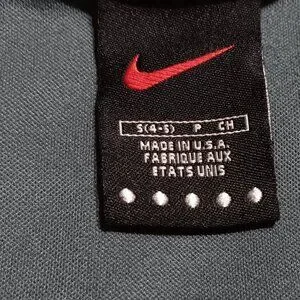 S(4-5) P CH
MADE IN U.S.A.
FABRIQUE AUX
ETATS UNIS